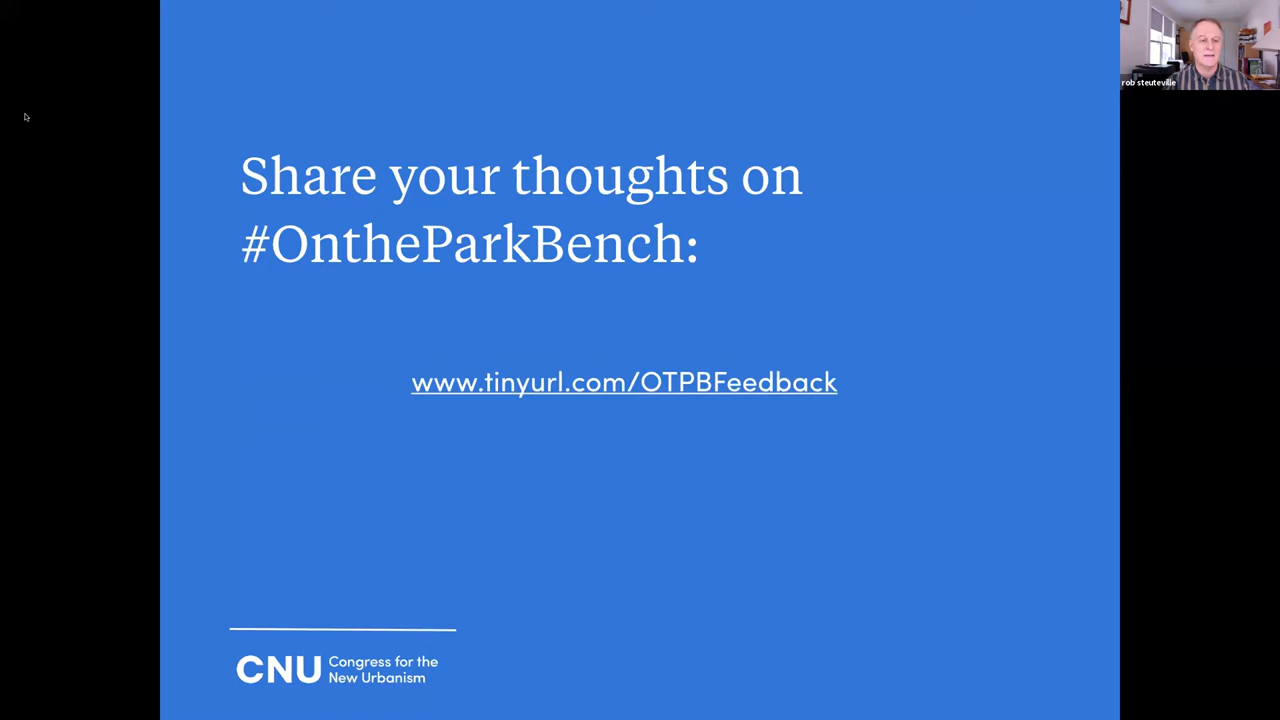 rob steuteville
Share your thoughts on
#OntheParkBench:
www.tinyurl.com/OTPBFeedback
CNU Congress for the
New Urbanism